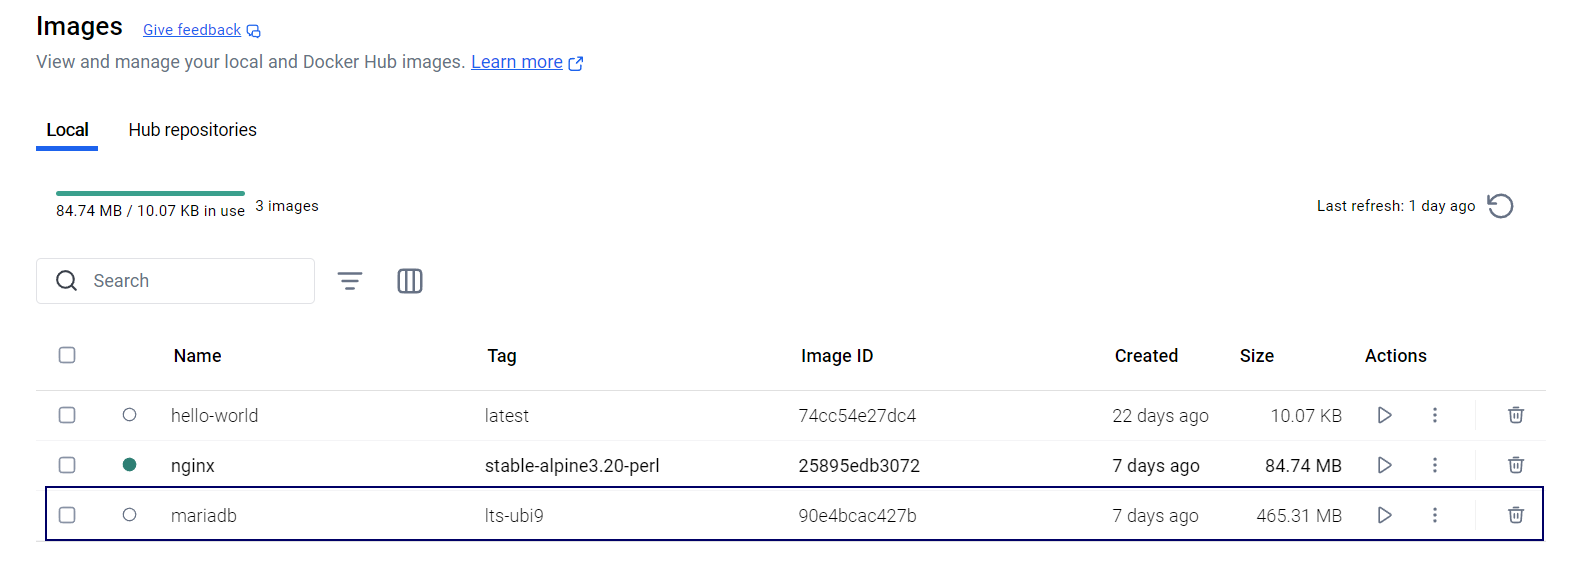 Images Give feedback
View and manage your local and Docker Hub images. Learn more
Local Hub repositories
84.74 MB / 10.07 KB in use 3 images Last refresh: 1 day ago
Search
Name Tag Image ID Created Size Actions
hello-world latest 74cc54e27dc4 22 days ago 10.07 KB
nginx stable-alpine3.20-perl 25895edb3072 7 days ago 84.74 MB
mariadb lts-ubi9 90e4bcac427b 7 days ago 465.31 MB